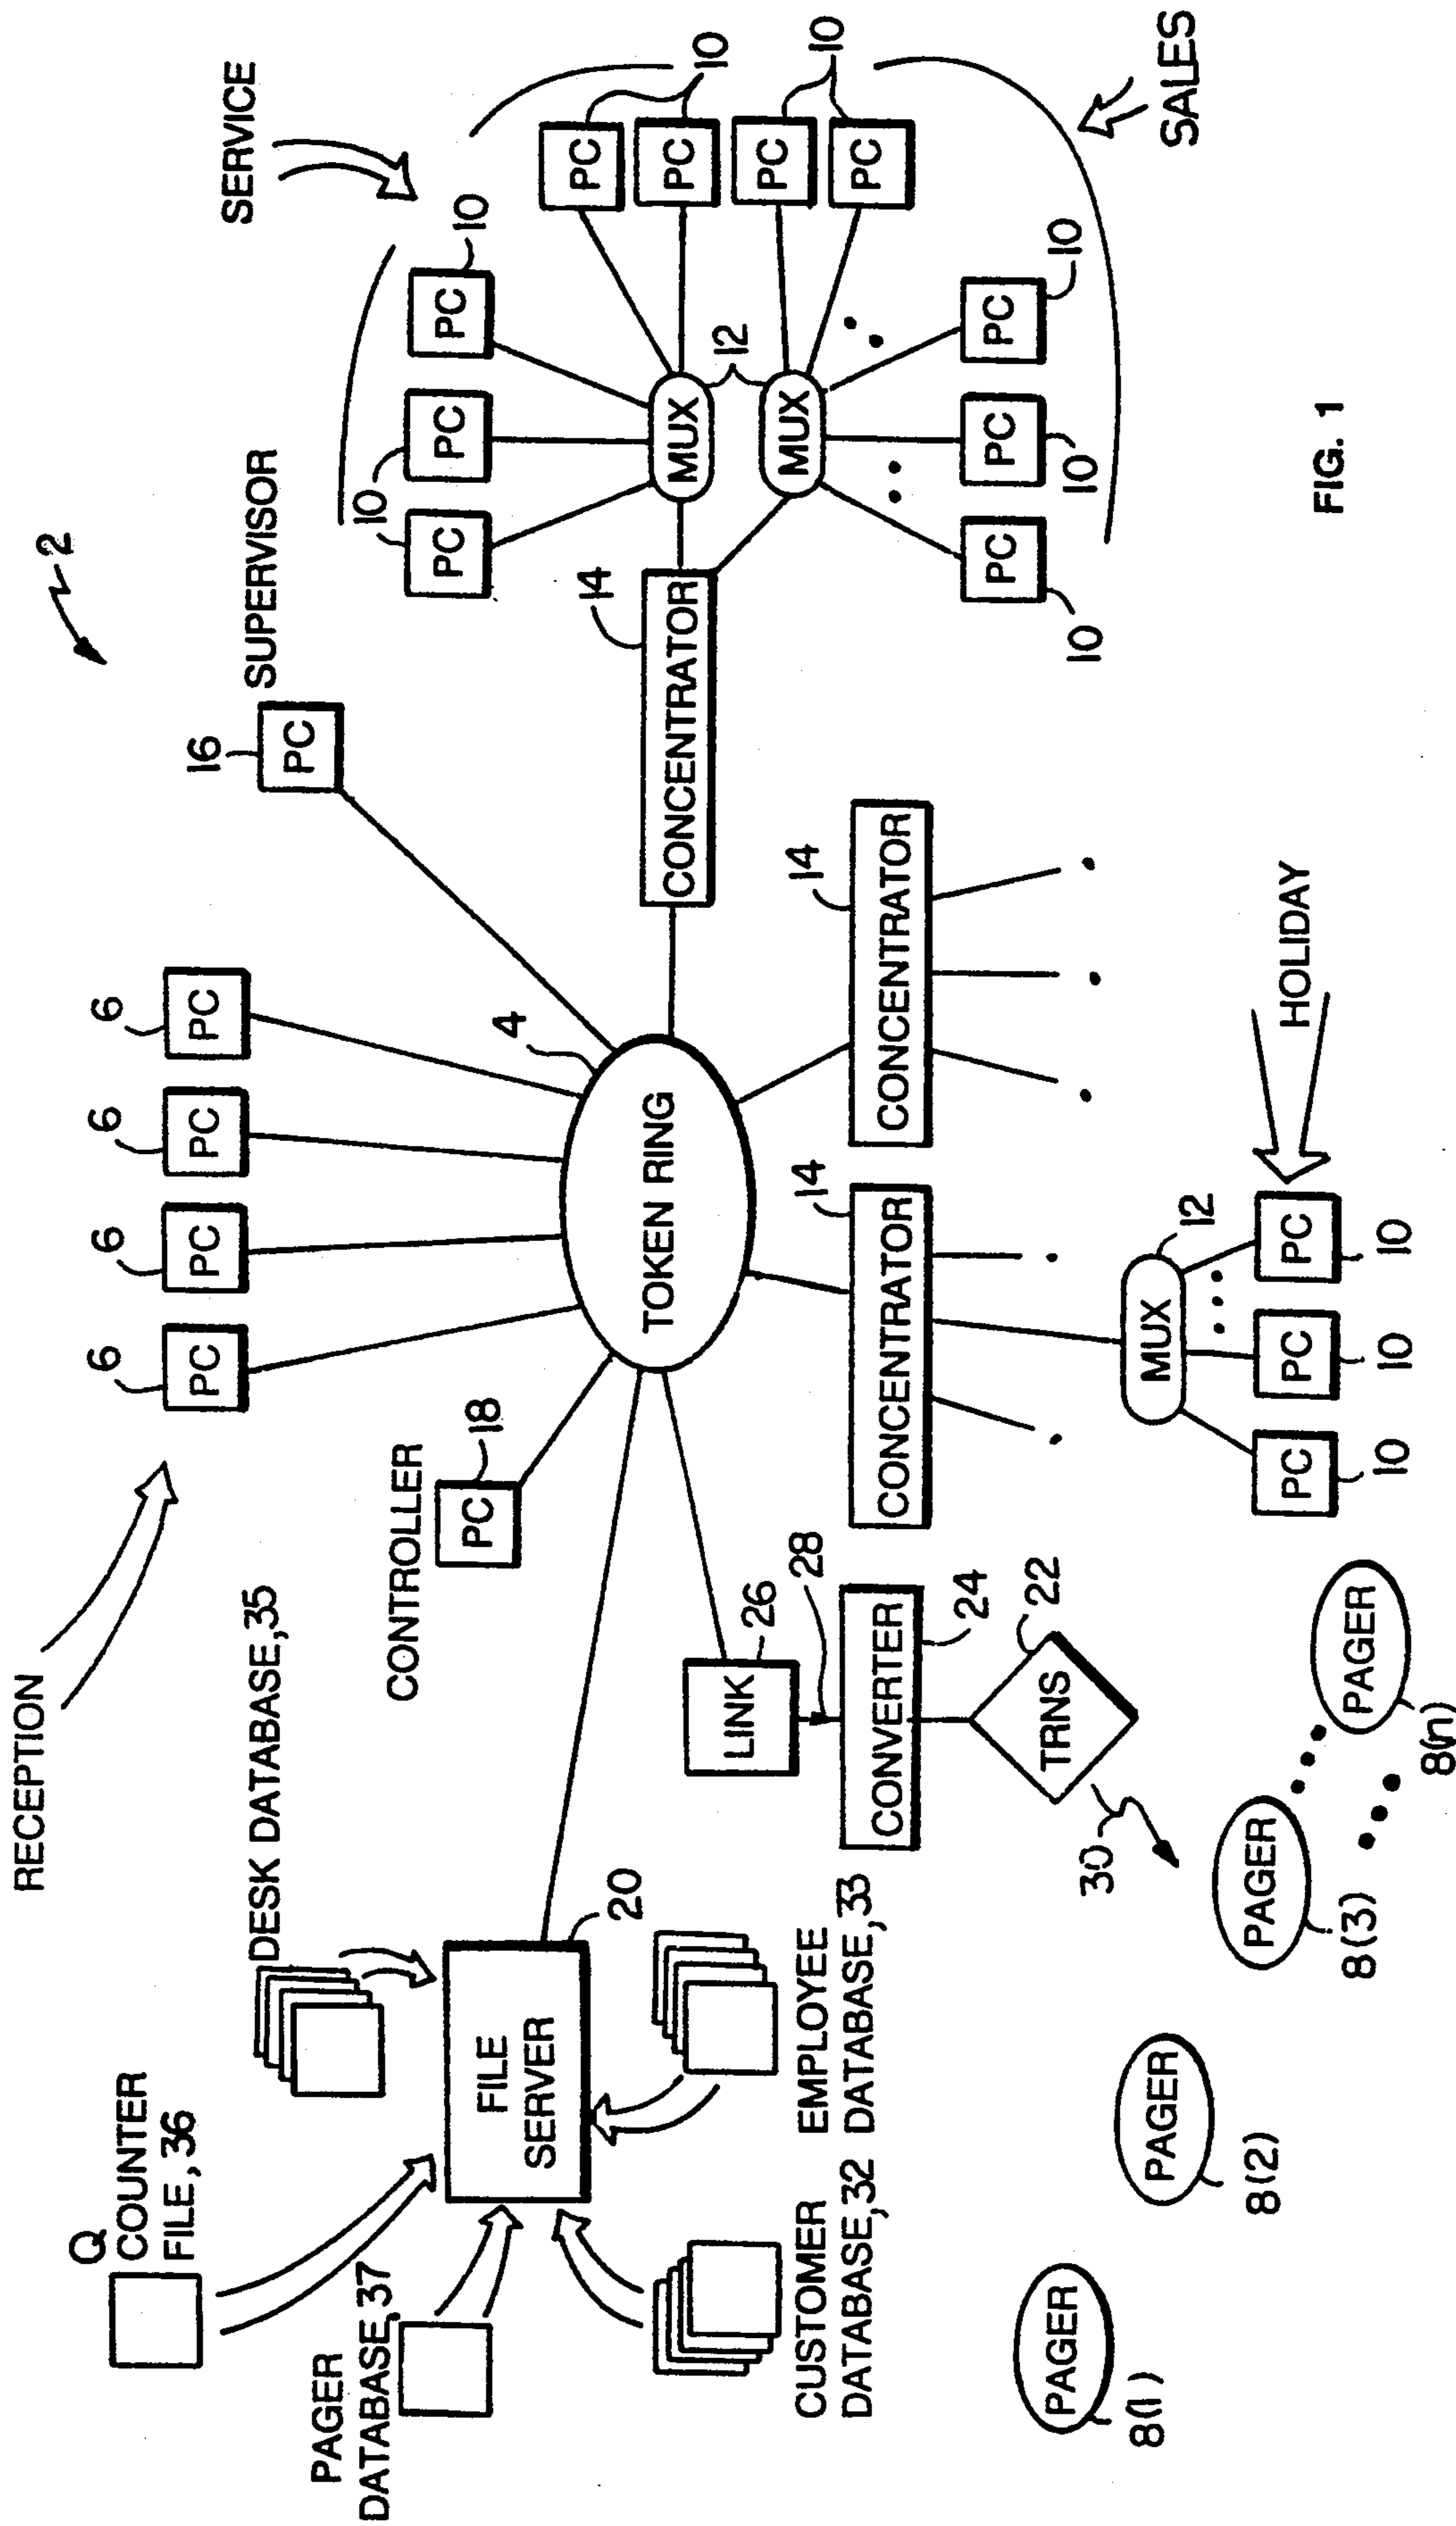 2
RECEPTION
6
6
6
6
PC
PC
PC
PC
16
SUPERVISOR
PC
SERVICE
Q
COUNTER
FILE, 36
DESK DATABASE, 35
CONTROLLER
PC
18
4
TOKEN RING
PAGER
DATABASE, 37
FILE
SERVER
20
CUSTOMER
DATABASE, 32
EMPLOYEE
DATABASE, 33
LINK
26
28
CONVERTER
24
TRNS
22
30
14
CONCENTRATOR
14
CONCENTRATOR
14
CONCENTRATOR
10
10
PC
PC
PC
MUX
12
MUX
PC
PC
PC
PC
10
10
PC
PC
PC
10
10
10
SALES
MUX
12
PC
PC
PC
10
10
10
HOLIDAY
PAGER
8(1)
PAGER
8(2)
PAGER
8(3)
PAGER
8(n)
FIG. 1